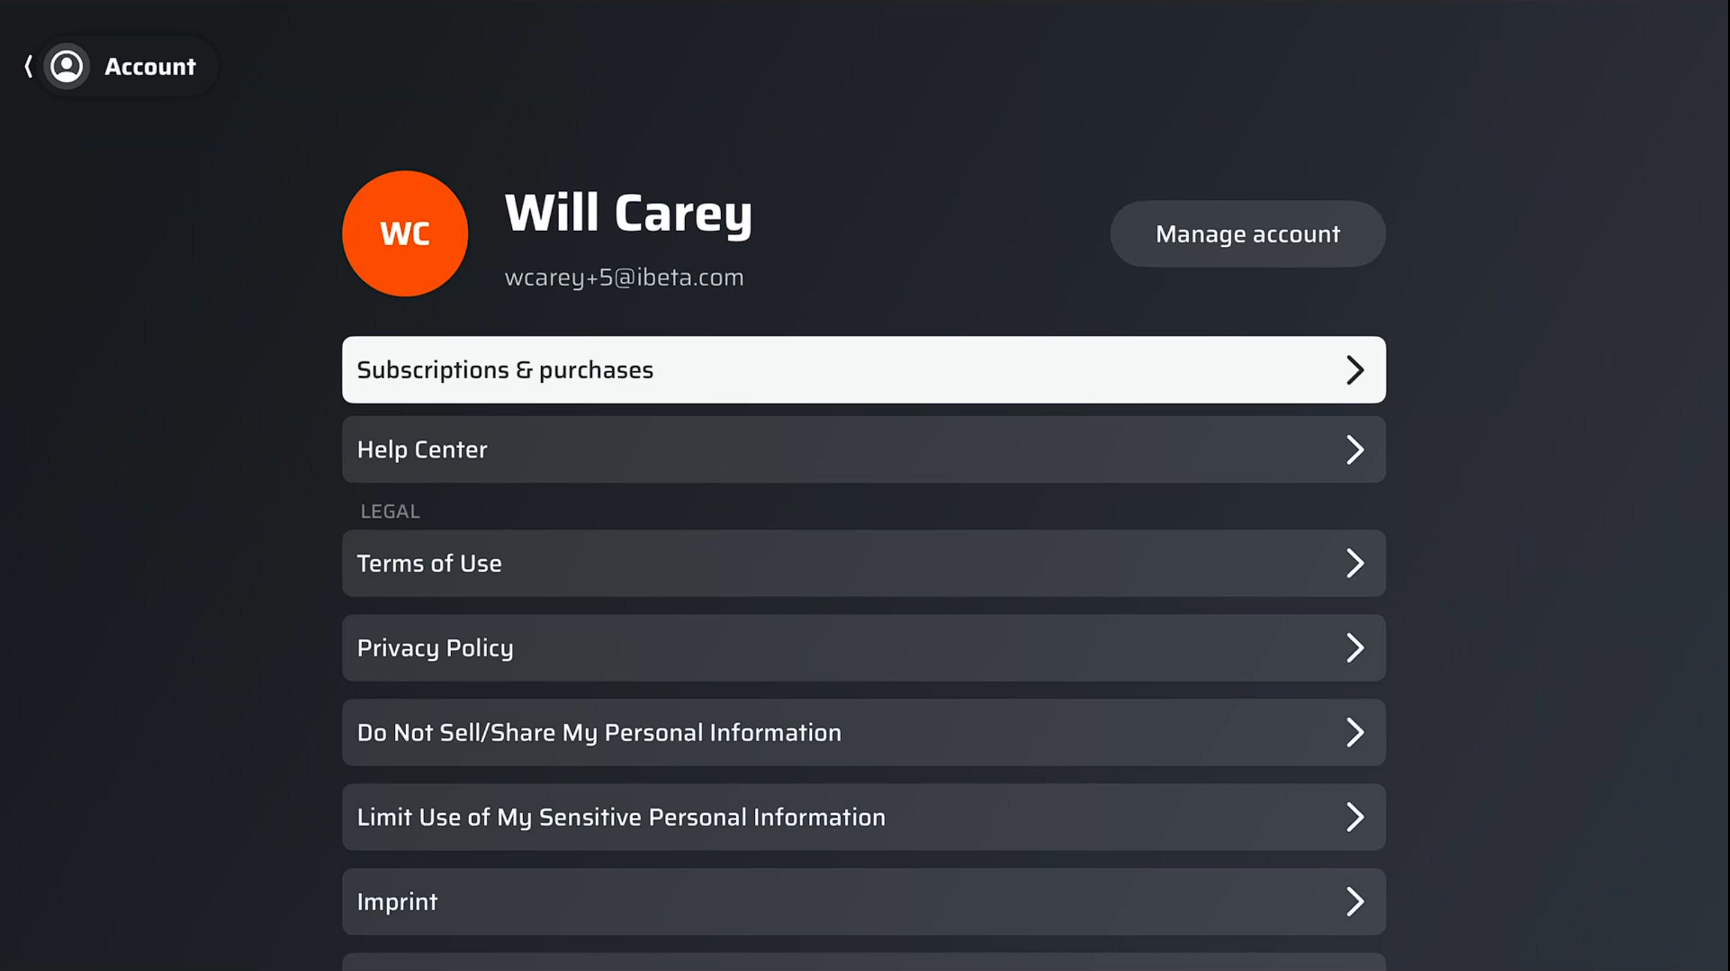 Account
WC
Will Carey
wcarey+5@ibeta.com
Manage account
Subscriptions & purchases
Help Center
LEGAL
Terms of Use
Privacy Policy
Do Not Sell/Share My Personal Information
Limit Use of My Sensitive Personal Information
Imprint